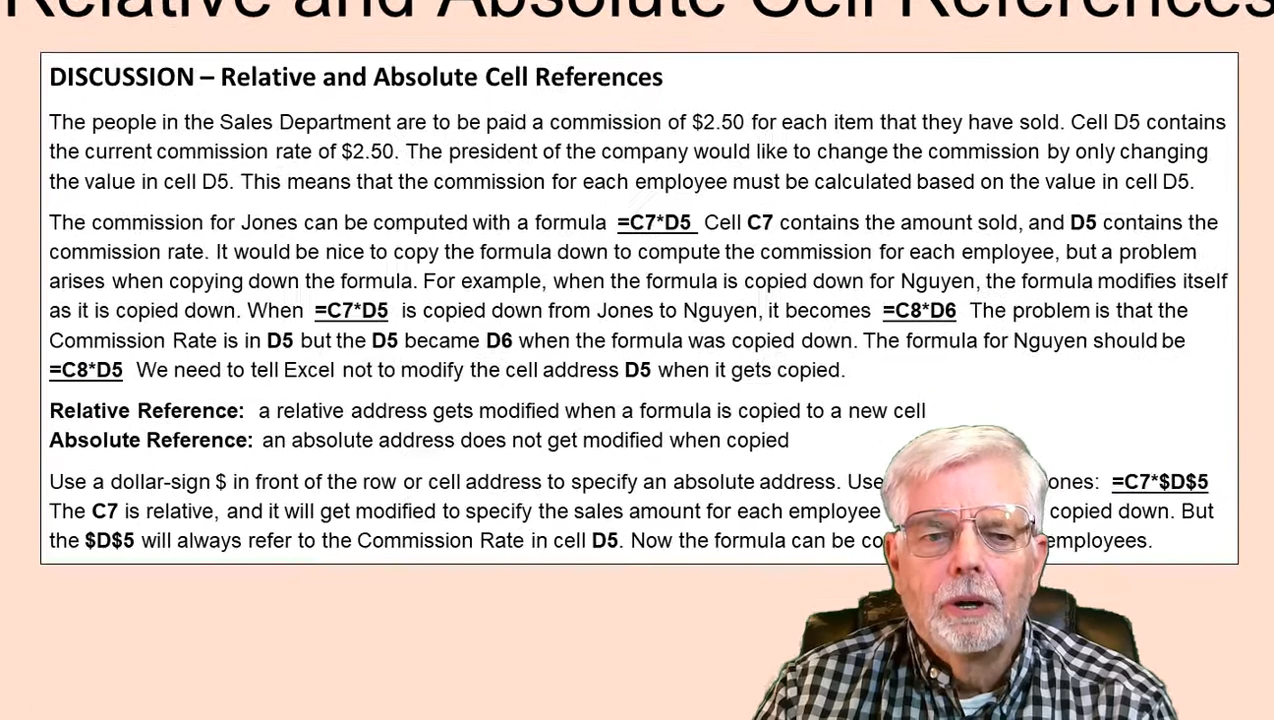 Relative and Absolute Cell References
DISCUSSION – Relative and Absolute Cell References
The people in the Sales Department are to be paid a commission of $2.50 for each item that they have sold. Cell D5 contains
the current commission rate of $2.50. The president of the company would like to change the commission by only changing
the value in cell D5. This means that the commission for each employee must be calculated based on the value in cell D5.
The commission for Jones can be computed with a formula =C7*D5 Cell C7 contains the amount sold, and D5 contains the
commission rate. It would be nice to copy the formula down to compute the commission for each employee, but a problem
arises when copying down the formula. For example, when the formula is copied down for Nguyen, the formula modifies itself
as it is copied down. When =C7*D5 is copied down from Jones to Nguyen, it becomes =C8*D6 The problem is that the
Commission Rate is in D5 but the D5 became D6 when the formula was copied down. The formula for Nguyen should be
=C8*D5 We need to tell Excel not to modify the cell address D5 when it gets copied.
Relative Reference: a relative address gets modified when a formula is copied to a new cell
Absolute Reference: an absolute address does not get modified when copied
Use a dollar-sign $ in front of the row or cell address to specify an absolute address. Use ones: =C7*$D$5
The C7 is relative, and it will get modified to specify the sales amount for each employee copied down. But
the $D$5 will always refer to the Commission Rate in cell D5. Now the formula can be co employees.